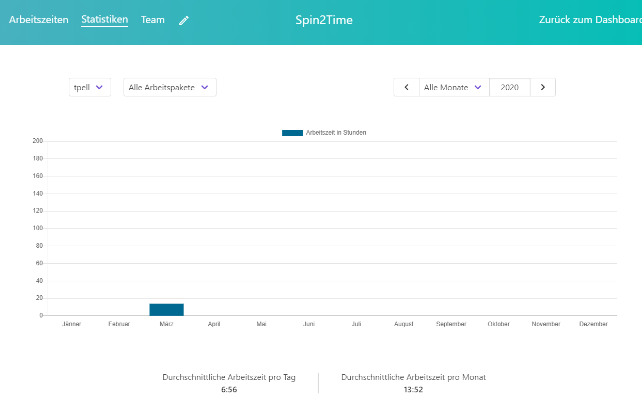 Arbeitszeiten Statistiken Team Spin2Time Zurück zum Dashboard
tpell Alle Arbeitspakete Alle Monate 2020
Arbeitszeit in Stunden
200
180
160
140
120
100
80
60
40
20
0
Jänner Februar März April Mai Juni Juli August September Oktober November Dezember
Durchschnittliche Arbeitszeit pro Tag Durchschnittliche Arbeitszeit pro Monat
6:56 13:52